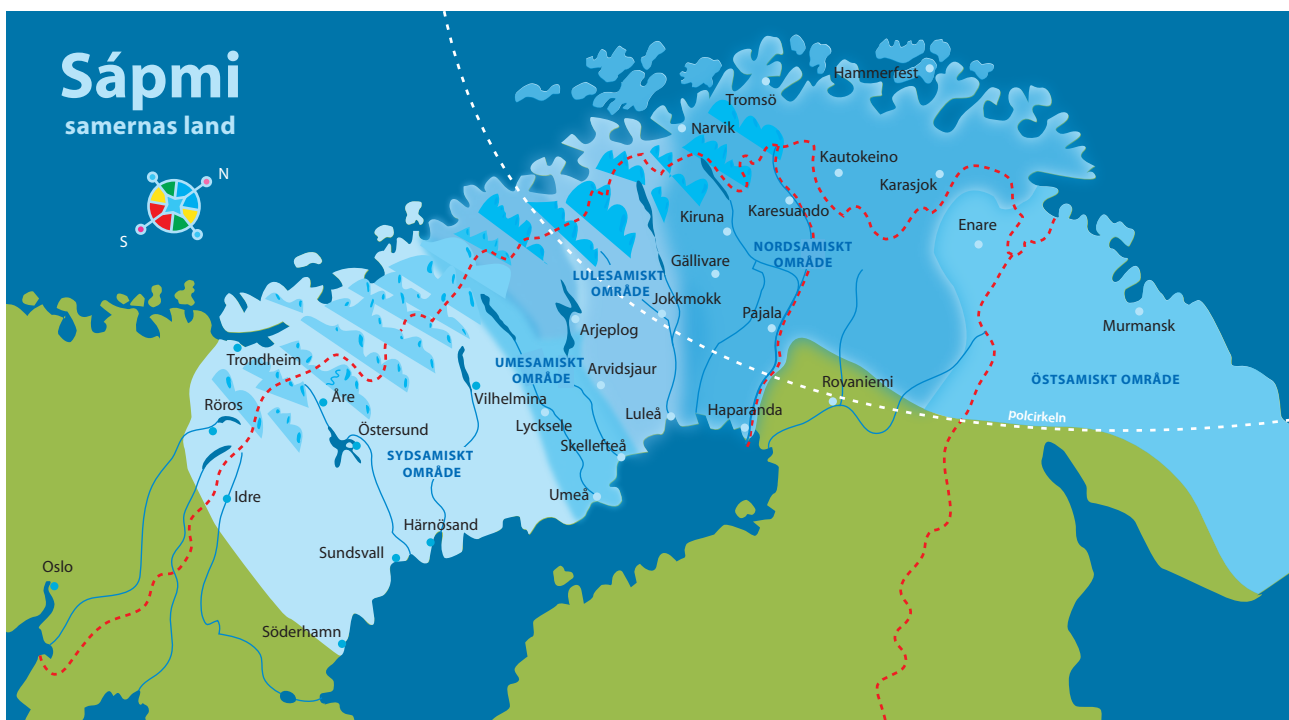 Sápmi
samernas land
N
S
Hammerfest
Tromsö
Narvik
Kautokeino
Karasjok
Karesuando
Kiruna
Enare
NORDSAMISKT
OMRÅDE
Gällivare
LULESAMISKT
OMRÅDE
Jokkmokk
Pajala
Murmansk
Arjeplog
Trondheim
UMESAMISKT
OMRÅDE
Arvidsjaur
Rovaniemi
ÖSTSAMISKT OMRÅDE
Röros
Åre
Vilhelmina
Lycksele
Luleå
Haparanda
polcirkeln
Östersund
Skellefteå
SYDSAMISKT
OMRÅDE
Idre
Umeå
Härnösand
Sundsvall
Oslo
Söderhamn